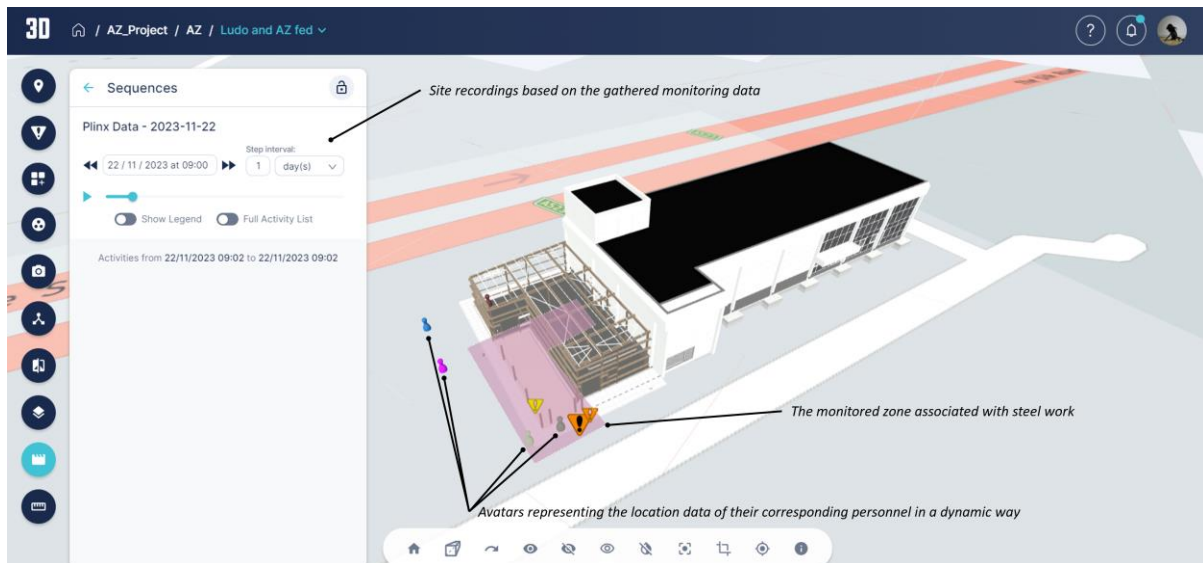 3D / AZ_Project / AZ / Ludo and AZ fed
?
Sequences
Site recordings based on the gathered monitoring data
Plinx Data - 2023-11-22
Step interval:
22 / 11 / 2023 at 09:00 1 day(s)
Show Legend Full Activity List
Activities from 22/11/2023 09:02 to 22/11/2023 09:02
The monitored zone associated with steel work
Avatars representing the location data of their corresponding personnel in a dynamic way